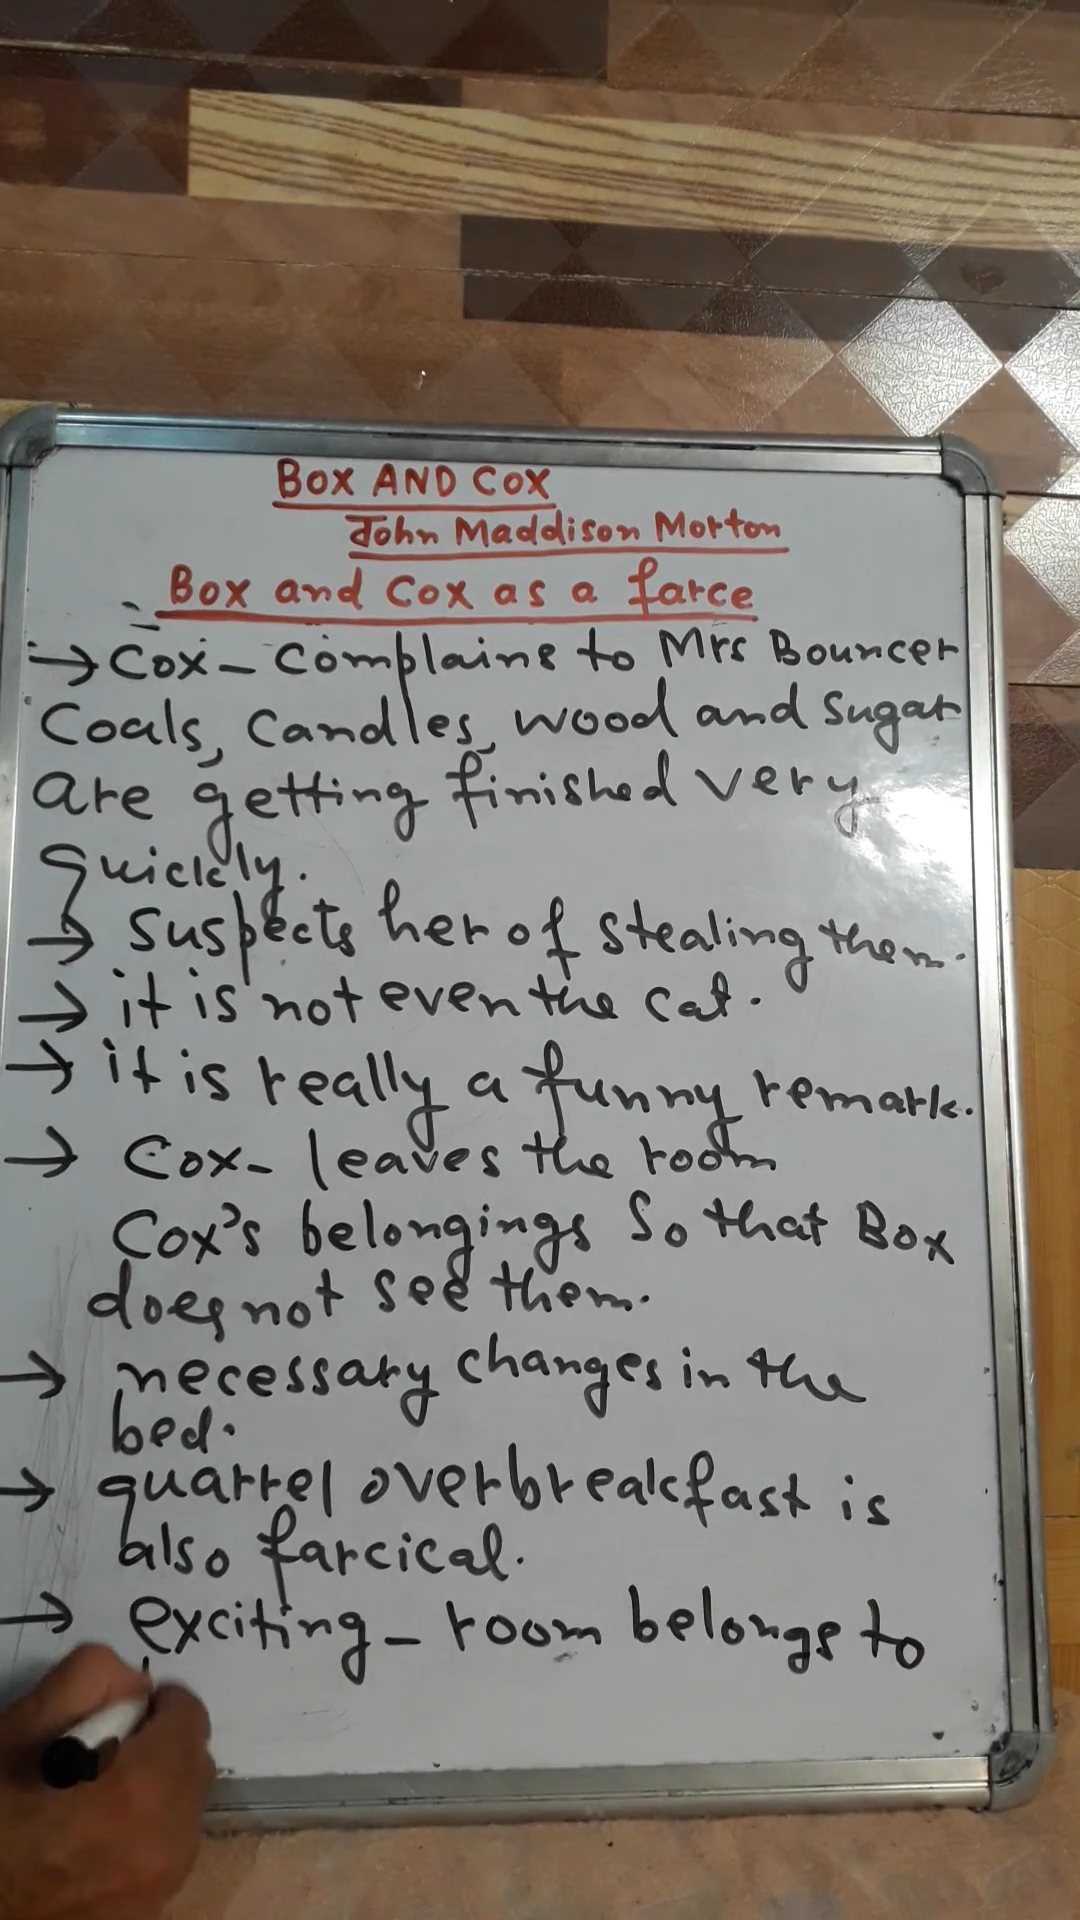 BOX AND COX
John Maddison Morton
Box and Cox as a farce
→ Cox - Complains to Mrs Bouncer
Coals, Candles, wood and Sugar
are getting finished very
quickly.
→ suspects her of stealing them.
→ it is not even the cat.
→ it is really a funny remark.
→ Cox - leaves the room
Cox's belongings So that Box
does not see them.
→ necessary changes in the
bed.
→ quarrel over breakfast is
also farcical.
→ exciting - room belongs to